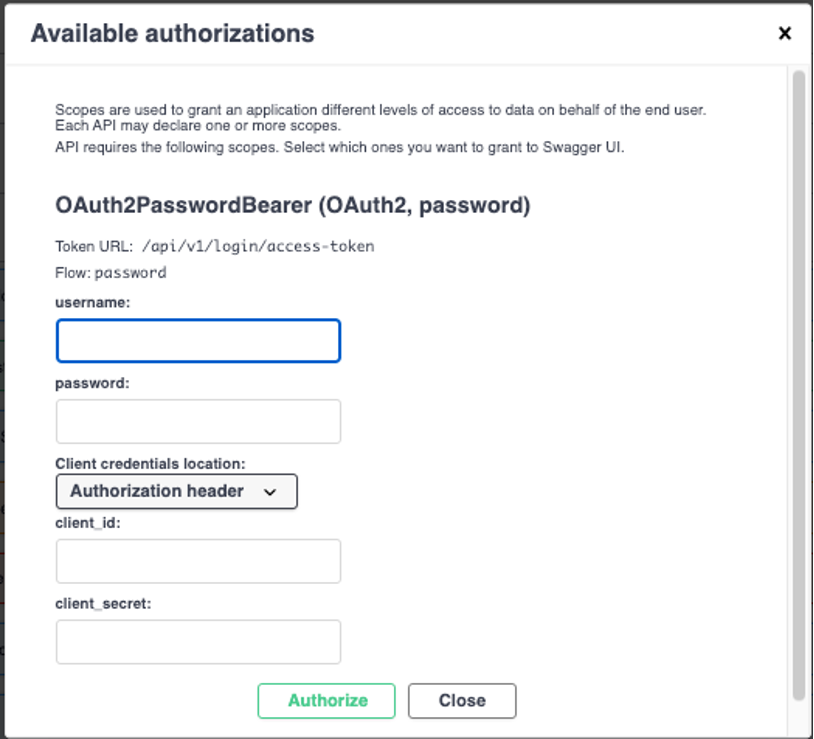 Available authorizations
Scopes are used to grant an application different levels of access to data on behalf of the end user.
Each API may declare one or more scopes.
API requires the following scopes. Select which ones you want to grant to Swagger UI.
OAuth2PasswordBearer (OAuth2, password)
Token URL: /api/v1/login/access-token
Flow: password
username:
password:
Client credentials location:
Authorization header
client_id:
client_secret:
Authorize Close